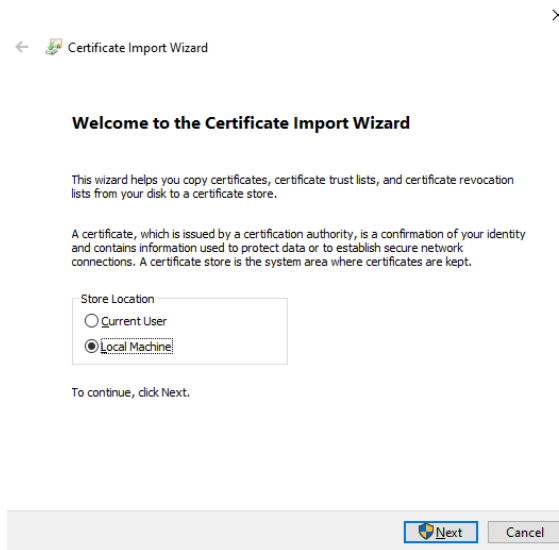 Certificate Import Wizard
Welcome to the Certificate Import Wizard
This wizard helps you copy certificates, certificate trust lists, and certificate revocation
lists from your disk to a certificate store.
A certificate, which is issued by a certification authority, is a confirmation of your identity
and contains information used to protect data or to establish secure network
connections. A certificate store is the system area where certificates are kept.
Store Location
Current User
Local Machine
To continue, click Next.
Next
Cancel